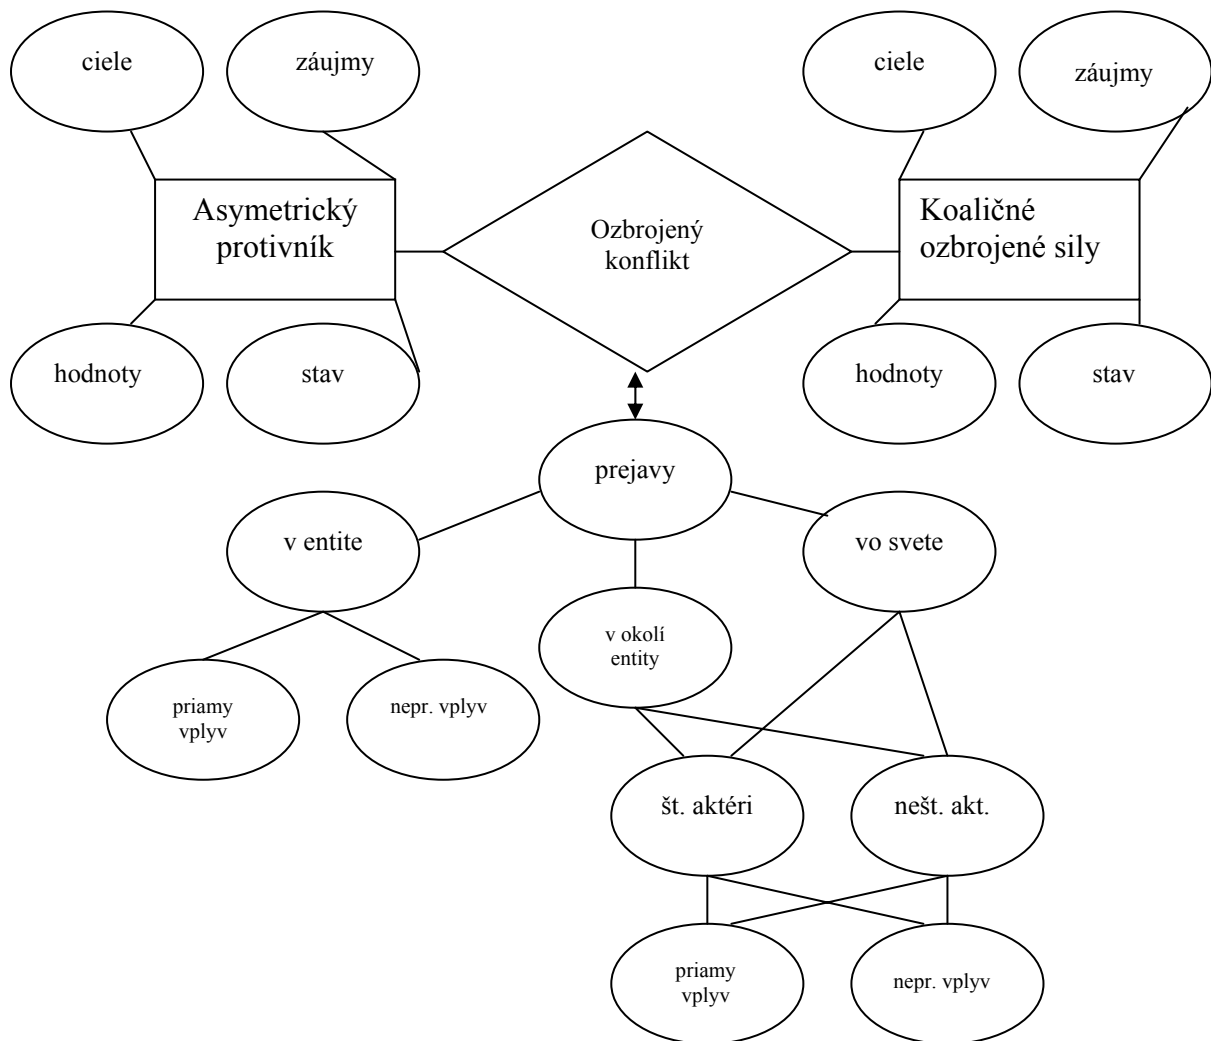 ciele
záujmy
ciele
záujmy
Asymetrický
protivník
Ozbrojený
konflikt
Koaličné
ozbrojené sily
hodnoty
stav
hodnoty
stav
prejavy
v entite
vo svete
v okolí
entity
priamy
vplyv
nepr. vplyv
št. aktéri
nešt. akt.
priamy
vplyv
nepr. vplyv